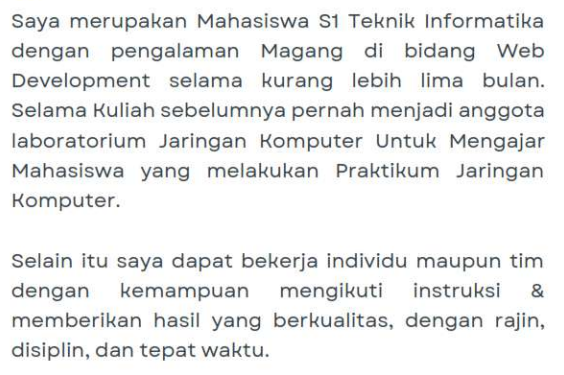 Saya merupakan Mahasiswa S1 Teknik Informatika
dengan pengalaman Magang di bidang Web
Development selama kurang lebih lima bulan.
Selama Kuliah sebelumnya pernah menjadi anggota
laboratorium Jaringan Komputer Untuk Mengajar
Mahasiswa yang melakukan Praktikum Jaringan
Komputer.
Selain itu saya dapat bekerja individu maupun tim
dengan kemampuan mengikuti instruksi &
memberikan hasil yang berkualitas, dengan rajin,
disiplin, dan tepat waktu.